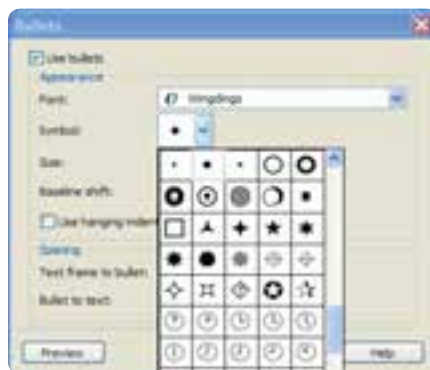 Bullets
Use bullets
Appearance
Font:
Wingdings
Symbol:
Size:
Baseline shift:
Use hanging indent
Spacing
Text frame to bullet:
Bullet to text:
Preview
Help